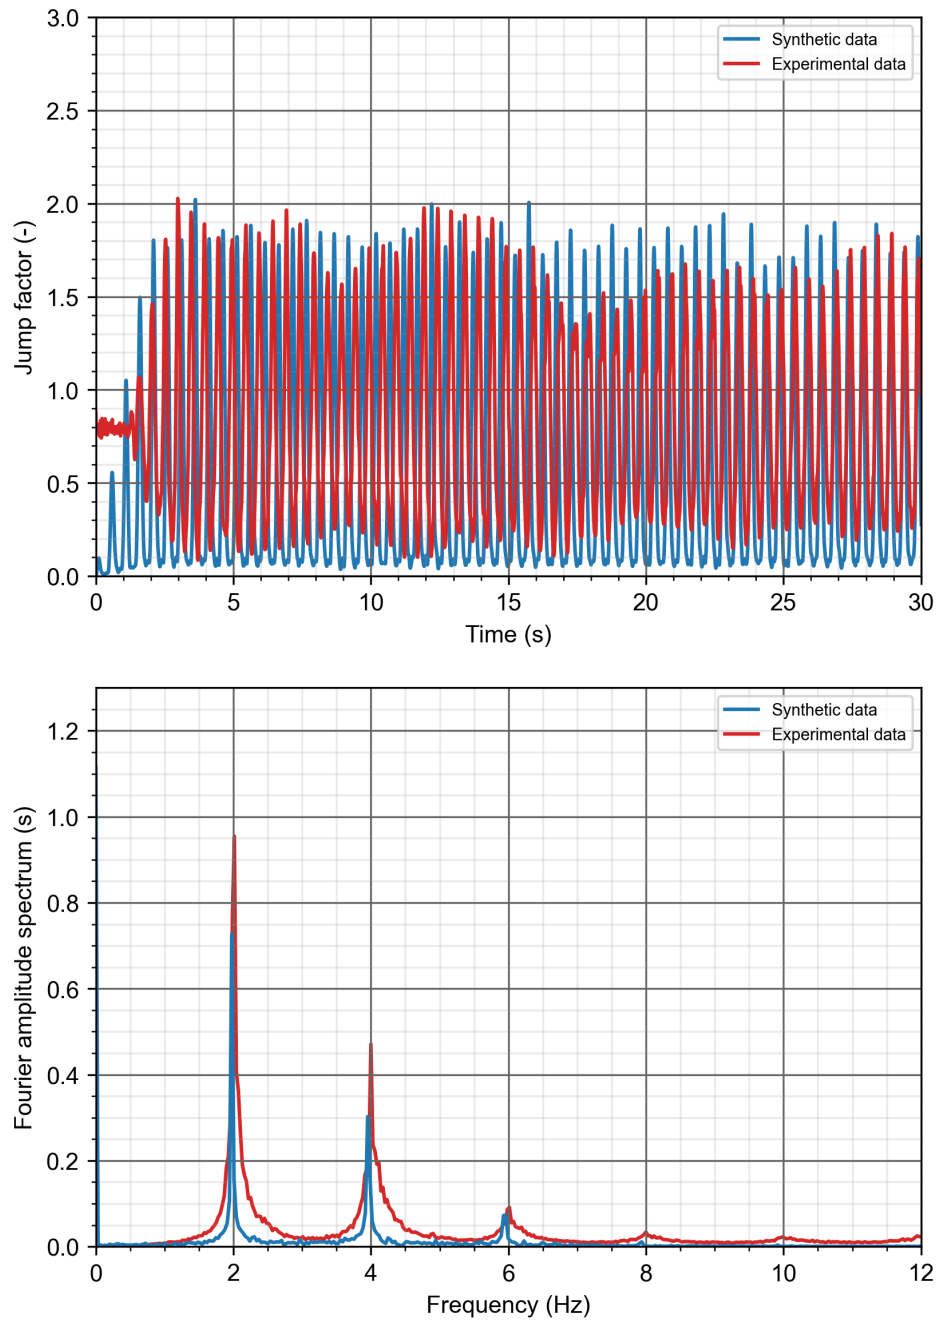 3.0
2.5
2.0
1.5
1.0
0.5
0.0
Jump factor (-)
Synthetic data
Experimental data
0 5 10 15 20 25 30
Time (s)
1.2
1.0
0.8
0.6
0.4
0.2
0.0
Fourier amplitude spectrum (s)
Synthetic data
Experimental data
0 2 4 6 8 10 12
Frequency (Hz)